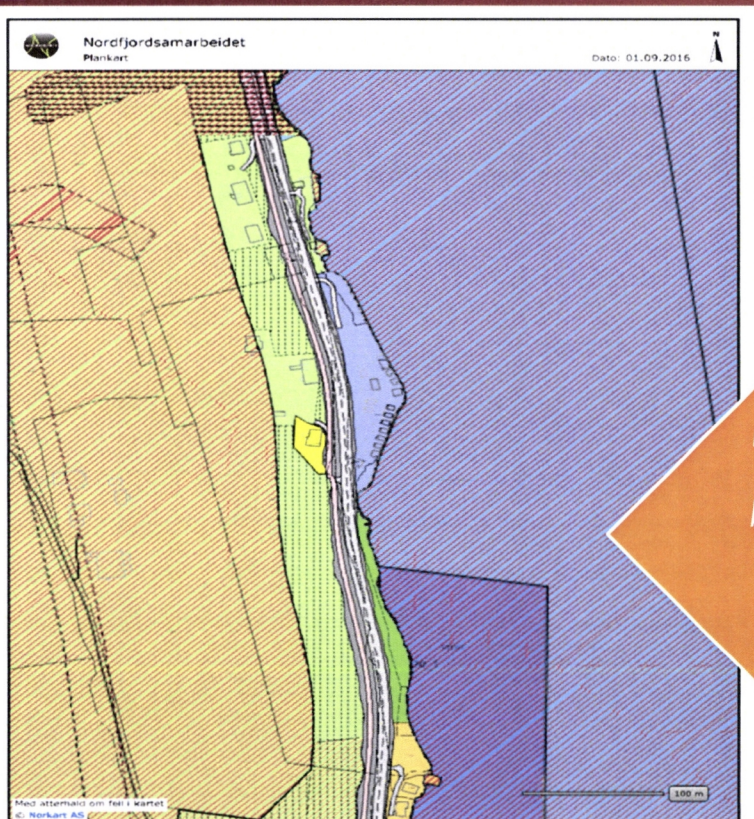 Nordfjordsamarbeidet
Plankart
Dato: 01.09.2016
N
100 m
Med atterhald om feil i kartet
©: Norkart AS